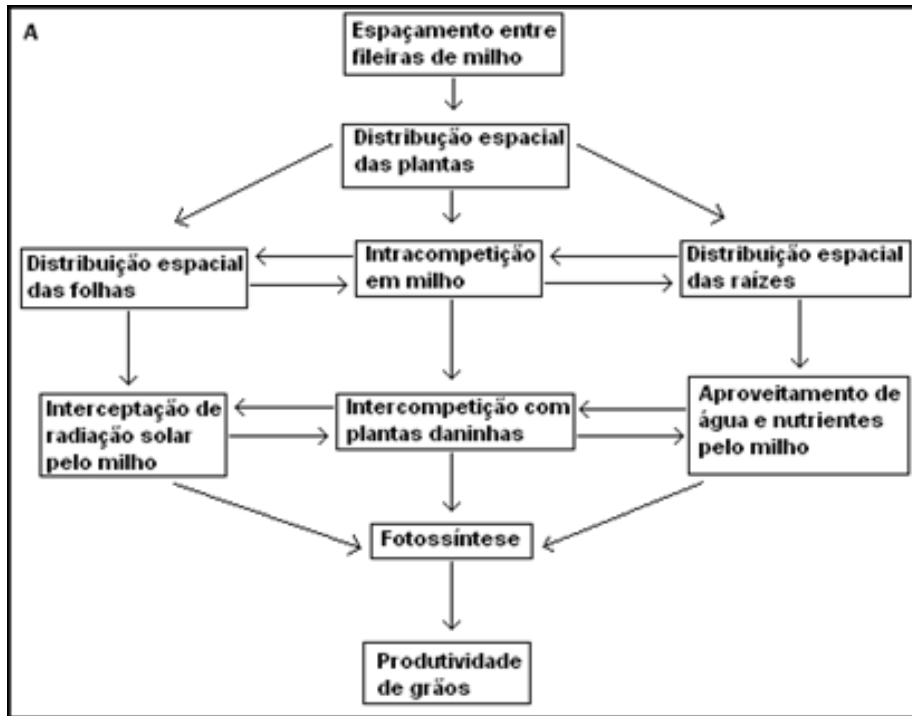 A
Espaçamento entre
fileiras de milho
Distribução espacial
das plantas
Distribuição espacial
das folhas
Intracompetição
em milho
Distribuição espacial
das raízes
Interceptação de
radiação solar
pelo milho
Intercompetição com
plantas daninhas
Aproveitamento de
água e nutrientes
pelo milho
Fotossíntese
Produtividade
de grãos